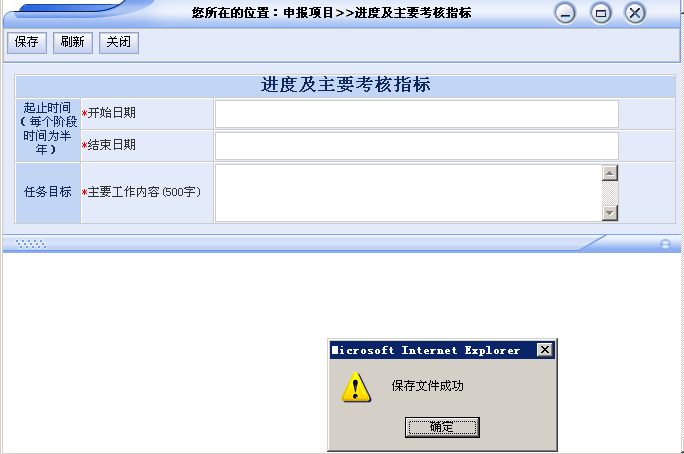 您所在的位置：申报项目>>进度及主要考核指标
保存 刷新 关闭
进度及主要考核指标
起止时间
（每个阶段
时间为半
年）
*开始日期
*结束日期
任务目标
*主要工作内容(500字)
Microsoft Internet Explorer
保存文件成功
确定